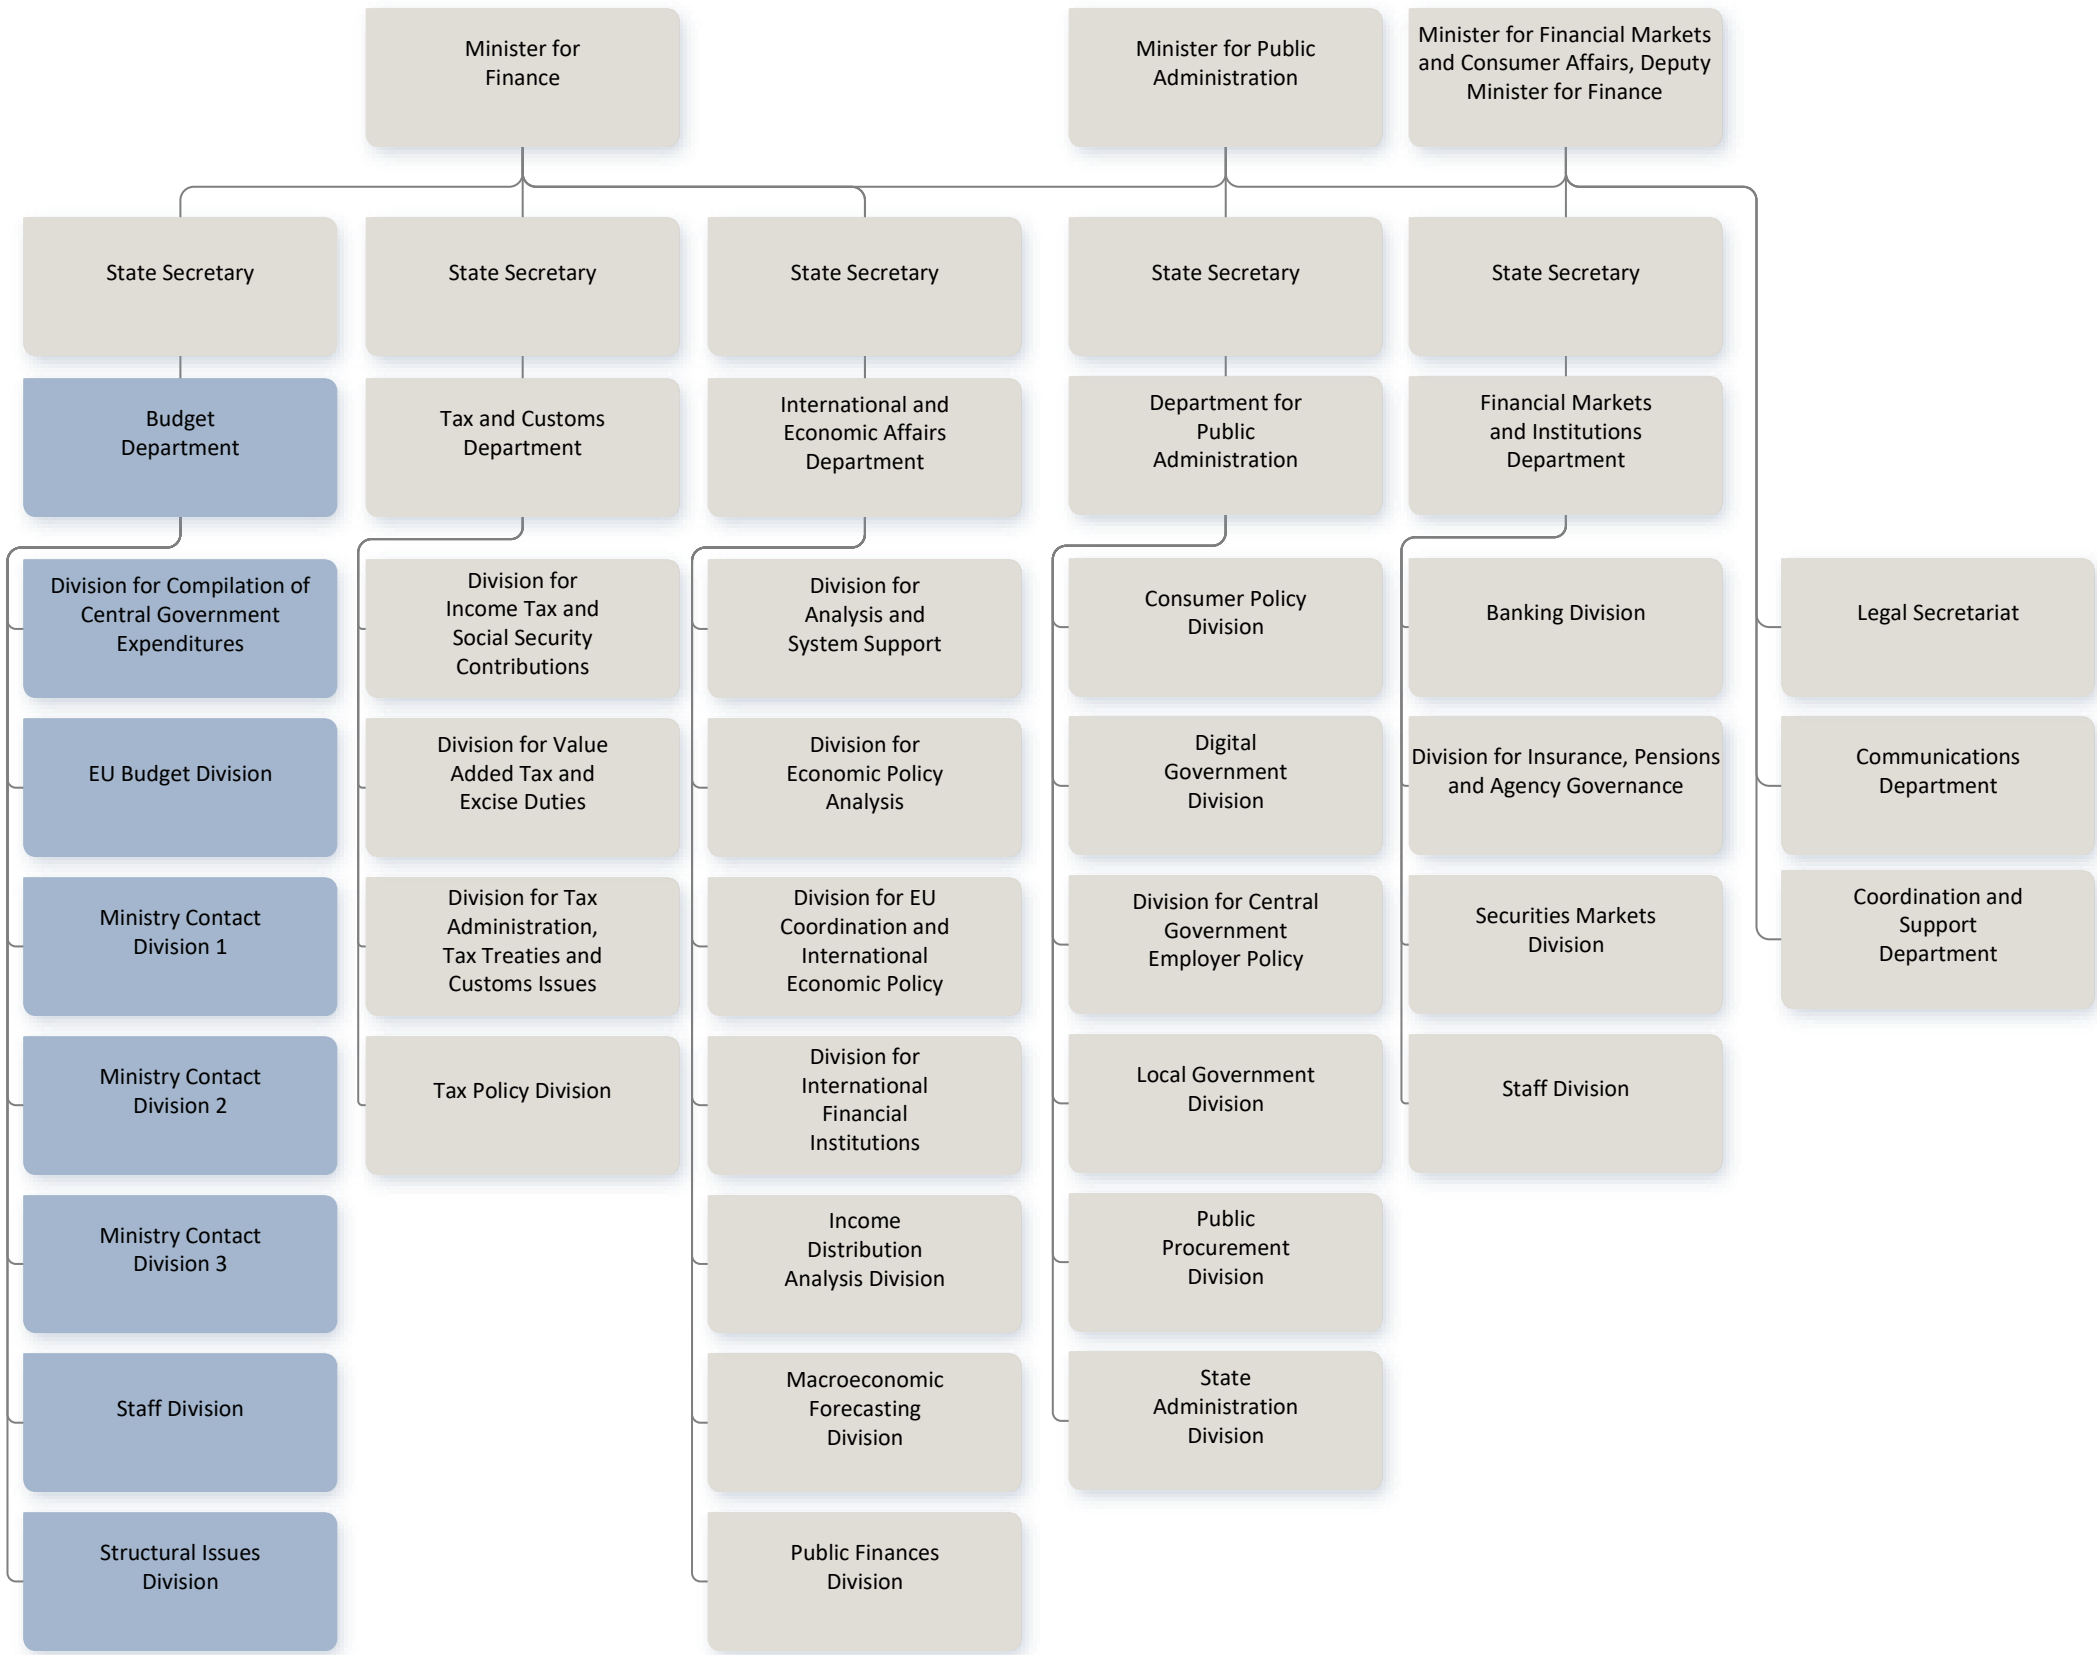 Minister for
Finance
Minister for Public
Administration
Minister for Financial Markets
and Consumer Affairs, Deputy
Minister for Finance
State Secretary
State Secretary
State Secretary
State Secretary
State Secretary
Budget
Department
Tax and Customs
Department
International and
Economic Affairs
Department
Department for
Public
Administration
Financial Markets
and Institutions
Department
Division for Compilation of
Central Government
Expenditures
Division for
Income Tax and
Social Security
Contributions
Division for
Analysis and
System Support
Consumer Policy
Division
Banking Division
Legal Secretariat
EU Budget Division
Division for Value
Added Tax and
Excise Duties
Division for
Economic Policy
Analysis
Digital
Government
Division
Division for Insurance, Pensions
and Agency Governance
Communications
Department
Ministry Contact
Division 1
Division for Tax
Administration,
Tax Treaties and
Customs Issues
Division for EU
Coordination and
International
Economic Policy
Division for Central
Government
Employer Policy
Securities Markets
Division
Coordination and
Support
Department
Ministry Contact
Division 2
Tax Policy Division
Division for
International
Financial
Institutions
Local Government
Division
Staff Division
Ministry Contact
Division 3
Income
Distribution
Analysis Division
Public
Procurement
Division
Staff Division
Macroeconomic
Forecasting
Division
State
Administration
Division
Structural Issues
Division
Public Finances
Division